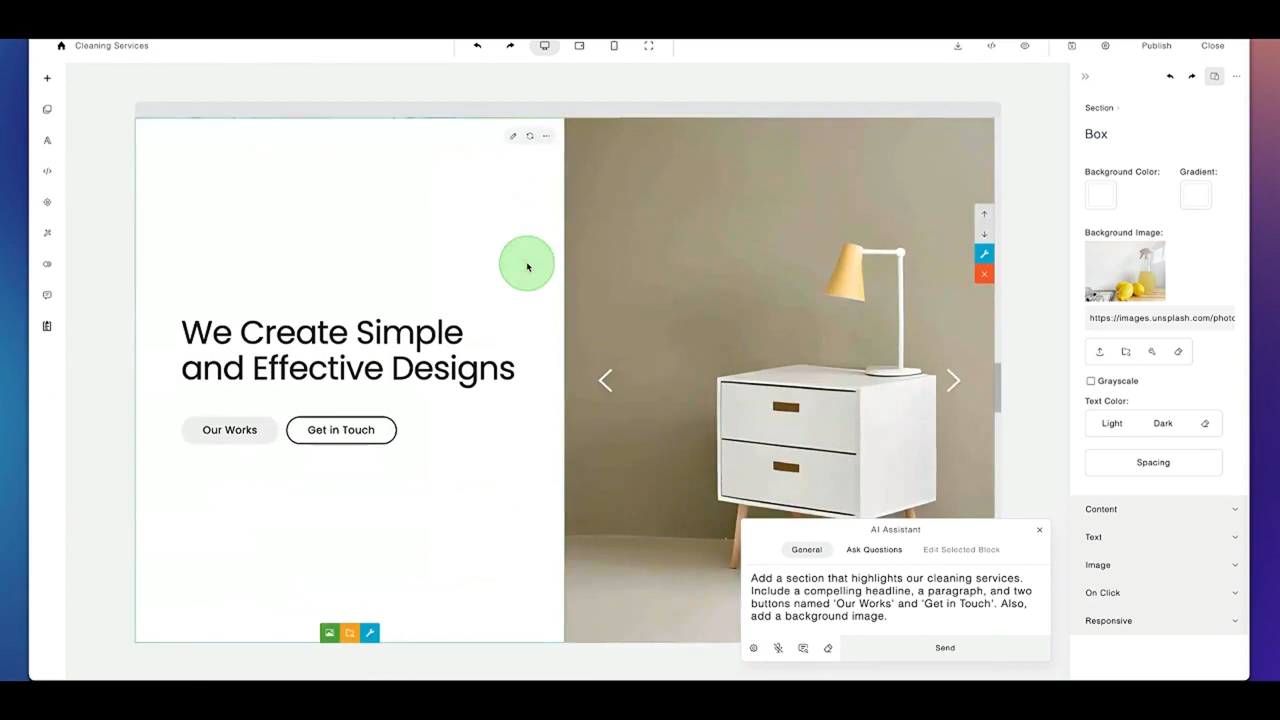 Cleaning Services
Publish
Close
Section
Box
Background Color:
Gradient:
Background Image:
https://images.unsplash.com/photo
Grayscale
Text Color:
Light
Dark
Spacing
Content
Text
Image
On Click
Responsive
We Create Simple
and Effective Designs
Our Works
Get in Touch
AI Assistant
General
Ask Questions
Edit Selected Block
Add a section that highlights our cleaning services.
Include a compelling headline, a paragraph, and two
buttons named 'Our Works' and 'Get in Touch'. Also,
add a background image.
Send